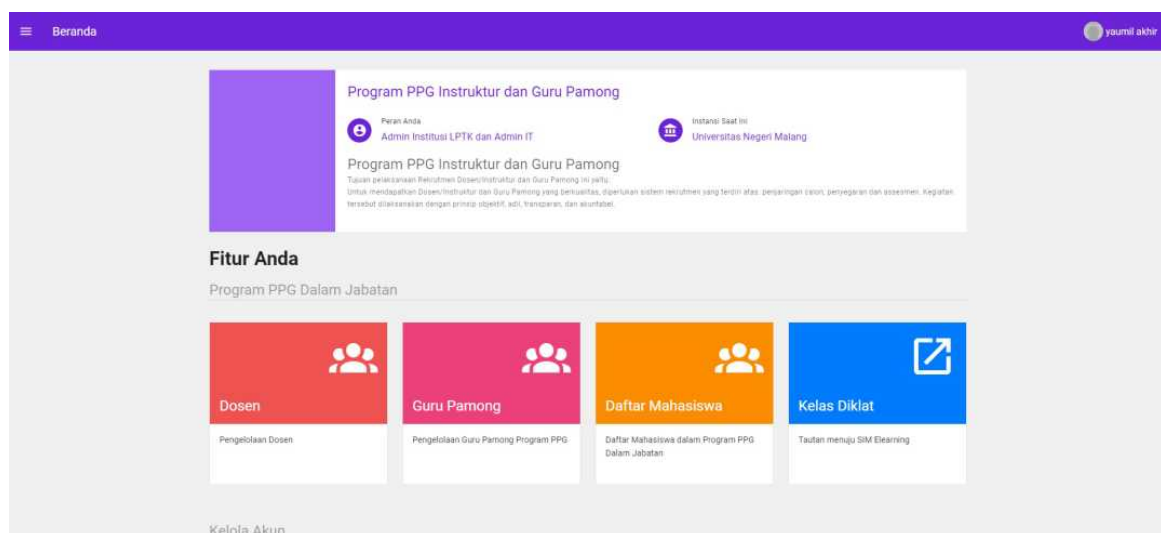 Beranda
yaumil akhir
Program PPG Instruktur dan Guru Pamong
Peran Anda
Admin Institusi LPTK dan Admin IT
Instansi Saat Ini
Universitas Negeri Malang
Program PPG Instruktur dan Guru Pamong
Tujuan pelaksanaan Rekrutmen Dosen/Instruktur dan Guru Pamong ini yaitu:
Untuk mendapatkan Dosen/Instruktur dan Guru Pamong yang berkualitas, diperlukan sistem rekrutmen yang terdiri atas: penjaringan calon, penyegaran dan assesmen. Kegiatan
tersebut dilaksanakan dengan prinsip objektif, adil, transparan, dan akuntabel.
Fitur Anda
Program PPG Dalam Jabatan
Dosen
Pengelolaan Dosen
Guru Pamong
Pengelolaan Guru Pamong Program PPG
Daftar Mahasiswa
Daftar Mahasiswa dalam Program PPG
Dalam Jabatan
Kelas Diklat
Tautan menuju SIM Elearning
Kelola Akun